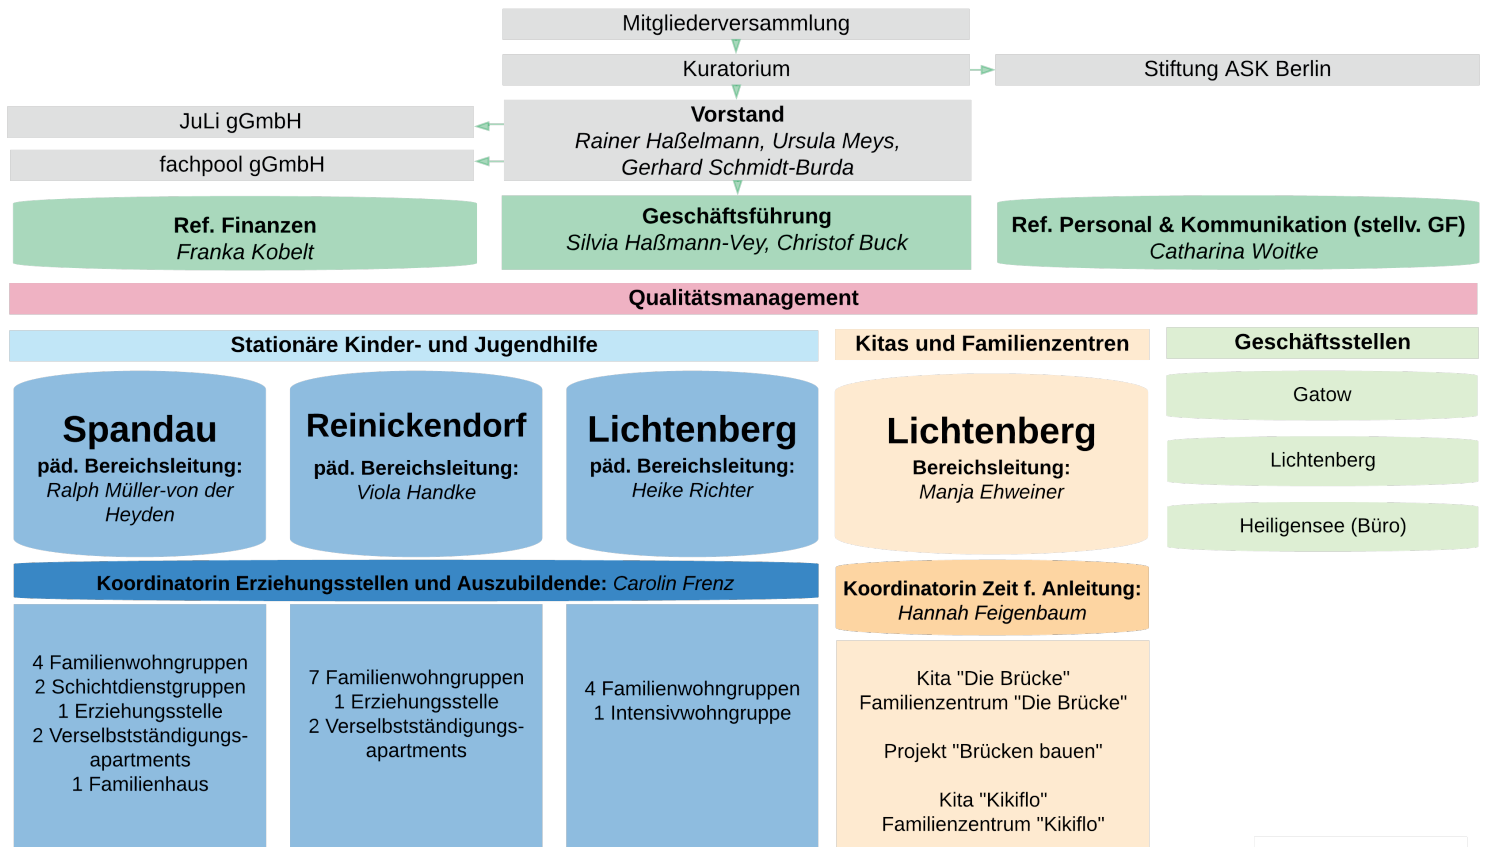 Mitgliederversammlung
Kuratorium
Stiftung ASK Berlin
JuLi gGmbH
fachpool gGmbH
Vorstand
Rainer Haßelmann, Ursula Meys,
Gerhard Schmidt-Burda
Ref. Finanzen
Franka Kobelt
Geschäftsführung
Silvia Haßmann-Vey, Christof Buck
Ref. Personal & Kommunikation (stellv. GF)
Catharina Woitke
Qualitätsmanagement
Stationäre Kinder- und Jugendhilfe
Spandau
päd. Bereichsleitung:
Ralph Müller-von der
Heyden
Reinickendorf
päd. Bereichsleitung:
Viola Handke
Lichtenberg
päd. Bereichsleitung:
Heike Richter
Koordinatorin Erziehungsstellen und Auszubildende: Carolin Frenz
4 Familienwohngruppen
2 Schichtdienstgruppen
1 Erziehungsstelle
2 Verselbstständigungs-
apartments
1 Familienhaus
7 Familienwohngruppen
1 Erziehungsstelle
2 Verselbstständigungs-
apartments
4 Familienwohngruppen
1 Intensivwohngruppe
Kitas und Familienzentren
Lichtenberg
Bereichsleitung:
Manja Ehweiner
Koordinatorin Zeit f. Anleitung:
Hannah Feigenbaum
Kita "Die Brücke"
Familienzentrum "Die Brücke"
Projekt "Brücken bauen"
Kita "Kikiflo"
Familienzentrum "Kikiflo"
Geschäftsstellen
Gatow
Lichtenberg
Heiligensee (Büro)